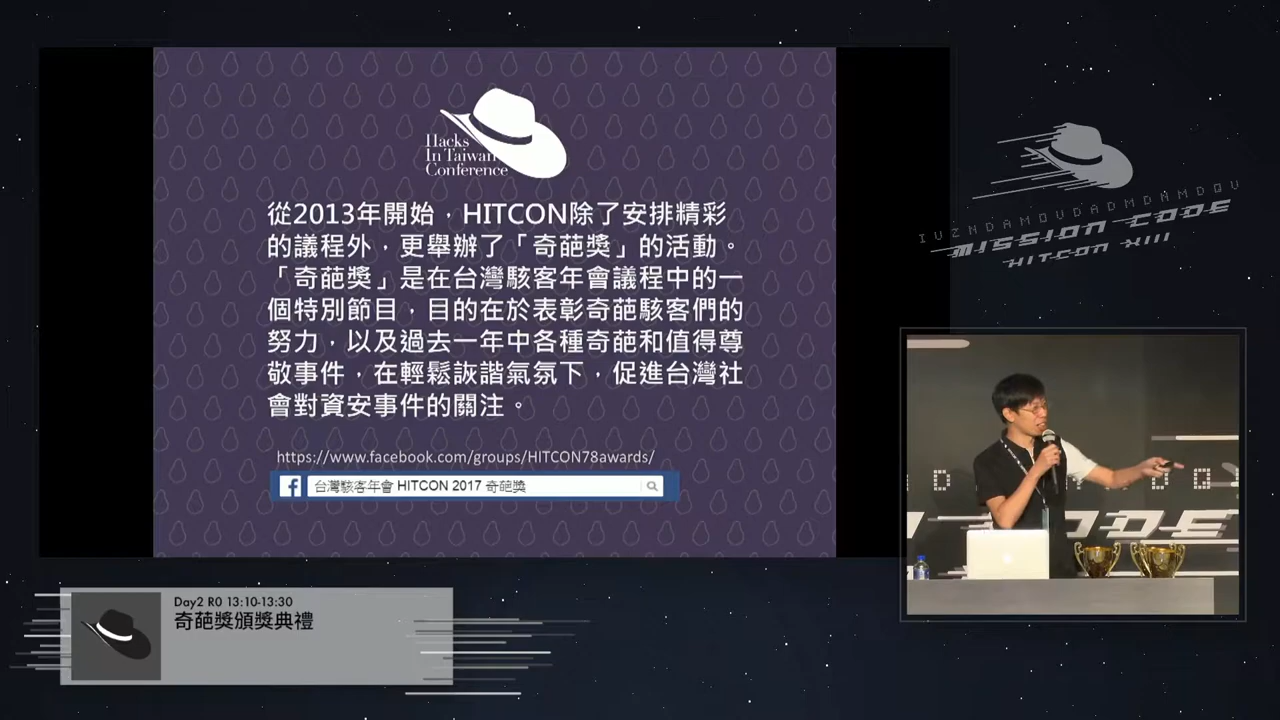 Hacks
In Taiwan
Conference
從2013年開始，HITCON除了安排精彩
的議程外，更舉辦了「奇葩獎」的活動。
「奇葩獎」是在台灣駭客年會議程中的一
個特別節目，目的在於表彰奇葩駭客們的
努力，以及過去一年中各種奇葩和值得尊
敬事件，在輕鬆詼諧氣氛下，促進台灣社
會對資安事件的關注。
https://www.facebook.com/groups/HITCON78awards/
台灣駭客年會 HITCON 2017 奇葩獎
MISSION CODE
HITCON XIII
Day2 R0 13:10-13:30
奇葩獎頒獎典禮